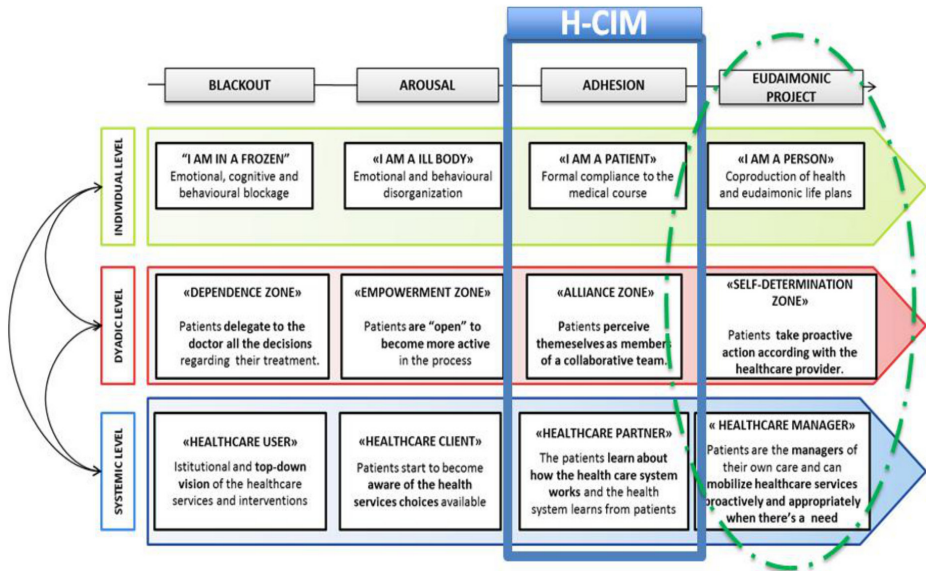 H-CIM
BLACKOUT
AROUSAL
ADHESION
EUDAIMONIC
PROJECT
INDIVIDUAL LEVEL
"I AM IN A FROZEN"
Emotional, cognitive and
behavioural blockage
«I AM A ILL BODY»
Emotional and behavioural
disorganization
«I AM A PATIENT»
Formal compliance to the
medical course
«I AM A PERSON»
Coproduction of health
and eudaimonic life plans
DYADIC LEVEL
«DEPENDENCE ZONE»
Patients delegate to the
doctor all the decisions
regarding their treatment.
«EMPOWERMENT ZONE»
Patients are "open" to
become more active
in the process
«ALLIANCE ZONE»
Patients perceive
themeselves as members
of a collaborative team.
«SELF-DETERMINATION
ZONE»
Patients take proactive
action according with the
healthcare provider.
SYSTEMIC LEVEL
«HEALTHCARE USER»
Istitutional and top-down
vision of the healthcare
services and interventions
«HEALTHCARE CLIENT»
Patients start to become
aware of the health
services choices available
«HEALTHCARE PARTNER»
The patients learn about
how the health care system
works and the health
system learns from patients
« HEALTHCARE MANAGER»
Patients are the managers
of their own care and can
mobilize healthcare services
proactively and appropriately
when there's a need